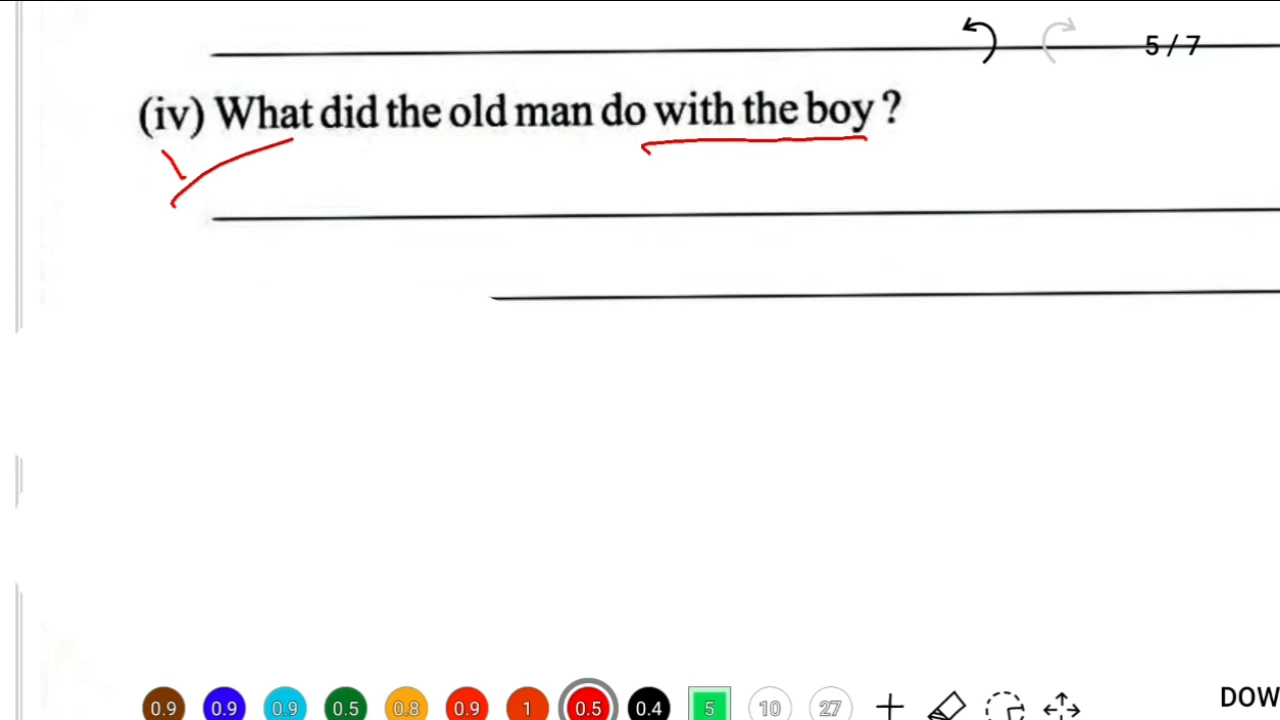 5/7
(iv) What did the old man do with the boy ?
0.9 0.9 0.9 0.5 0.8 0.9 1 0.5 0.4 5 10 27
DOW